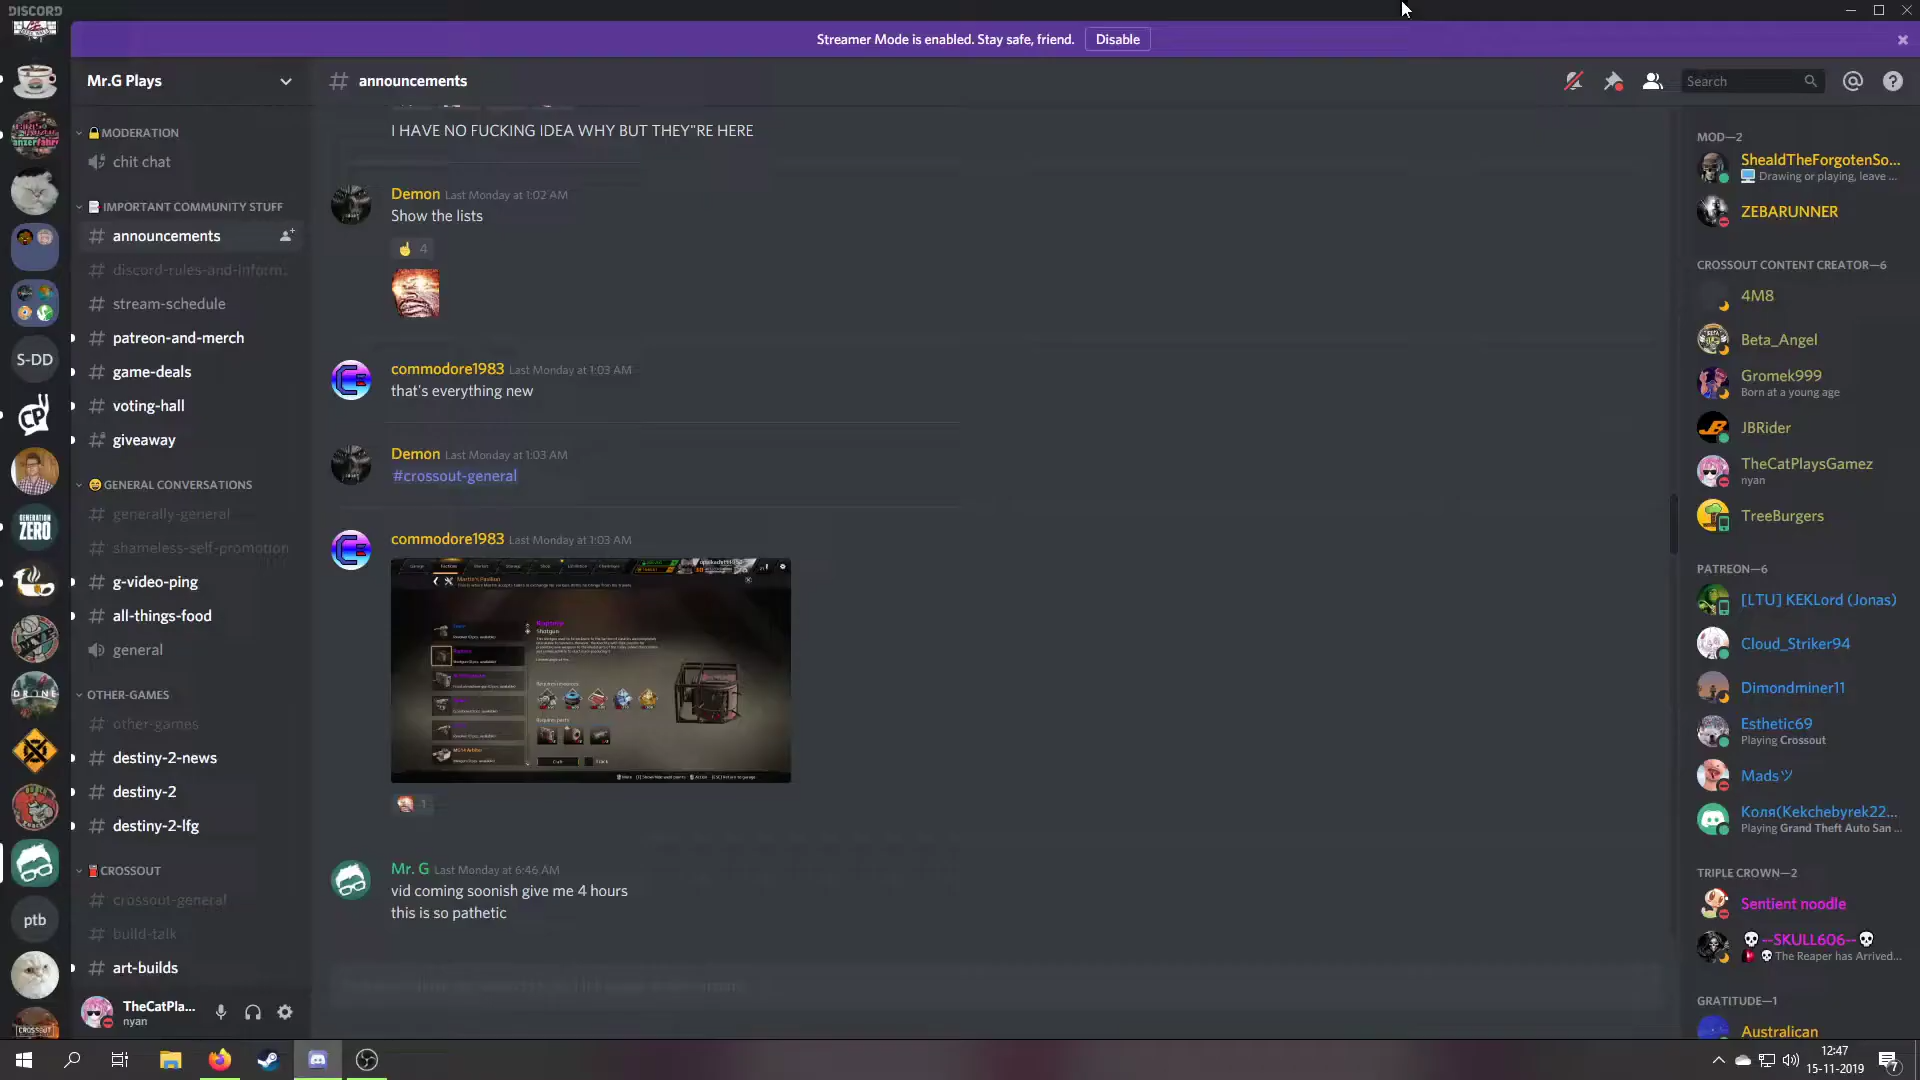 DISCORD
Streamer Mode is enabled. Stay safe, friend.
Disable
Mr.G Plays
announcements
Search
MODERATION
chit chat
IMPORTANT COMMUNITY STUFF
announcements
discord-rules-and-inform...
stream-schedule
patreon-and-merch
game-deals
voting-hall
giveaway
GENERAL CONVERSATIONS
generally-general
shameless-self-promotion
g-video-ping
all-things-food
general
OTHER-GAMES
other-games
destiny-2-news
destiny-2
destiny-2-lfg
CROSSOUT
crossout-general
build-talk
art-builds
TheCatPla...
nyan
S-DD
GENERATION
ZERO
DRONE
ptb
CROSSOUT
I HAVE NO FUCKING IDEA WHY BUT THEY"RE HERE
Demon Last Monday at 1:02 AM
Show the lists
4
commodore1983 Last Monday at 1:03 AM
that's everything new
Demon Last Monday at 1:03 AM
#crossout-general
commodore1983 Last Monday at 1:03 AM
Shotgun
Craft
1
Mr. G Last Monday at 6:46 AM
vid coming soonish give me 4 hours
this is so pathetic
MOD—2
ShealdTheForgotenSo...
Drawing or playing, leave ...
ZEBARUNNER
CROSSOUT CONTENT CREATOR—6
4M8
Beta_Angel
Gromek999
Born at a young age
JBRider
TheCatPlaysGamez
nyan
TreeBurgers
PATREON—6
[LTU] KEKLord (Jonas)
Cloud_Striker94
Dimondminer11
Esthetic69
Playing Crossout
Madsツ
Коля(Kekchebyrek22...
Playing Grand Theft Auto San ...
TRIPLE CROWN—2
Sentient noodle
--SKULL606--
The Reaper has Arrived...
GRATITUDE—1
Australican
12:47
15-11-2019
7